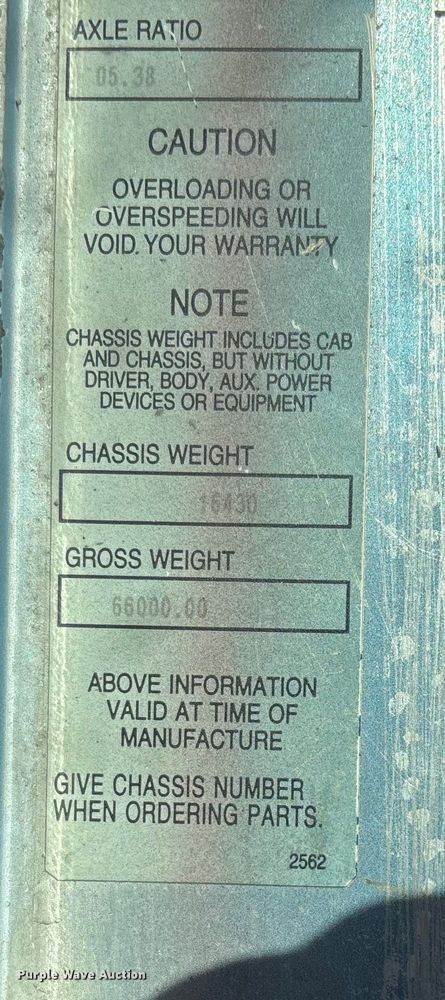 AXLE RATIO
05.38
CAUTION
OVERLOADING OR
OVERSPEEDING WILL
VOID. YOUR WARRANTY
NOTE
CHASSIS WEIGHT INCLUDES CAB
AND CHASSIS, BUT WITHOUT
DRIVER, BODY, AUX. POWER
DEVICES OR EQUIPMENT
CHASSIS WEIGHT
16430
GROSS WEIGHT
66000.00
ABOVE INFORMATION
VALID AT TIME OF
MANUFACTURE
GIVE CHASSIS NUMBER
WHEN ORDERING PARTS.
2562
Purple Wave Auction